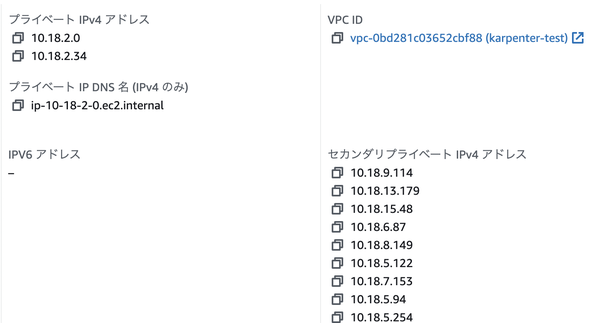 プライベート IPv4 アドレス
10.18.2.0
10.18.2.34
プライベート IP DNS 名 (IPv4 のみ)
ip-10-18-2-0.ec2.internal
IPV6 アドレス
–
VPC ID
vpc-0bd281c03652cbf88 (karpenter-test)
セカンダリプライベート IPv4 アドレス
10.18.9.114
10.18.13.179
10.18.15.48
10.18.6.87
10.18.8.149
10.18.5.122
10.18.7.153
10.18.5.94
10.18.5.254